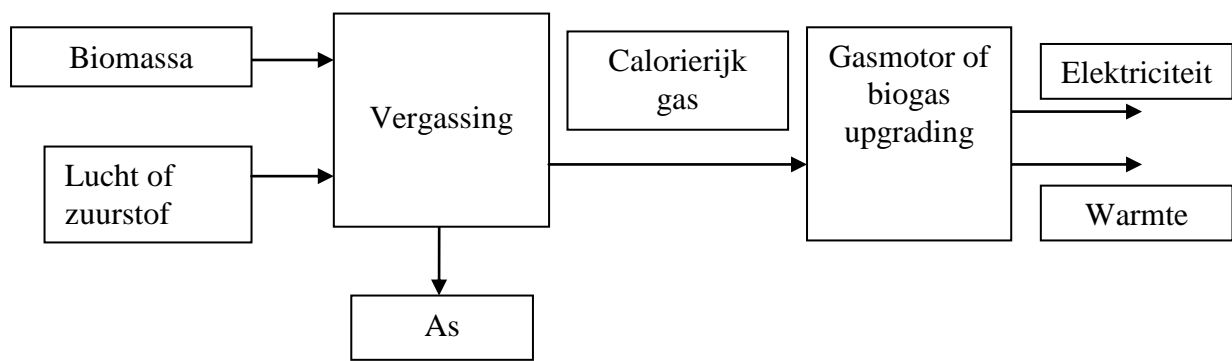 Biomassa
Lucht of
zuurstof
Vergassing
As
Calorierijk
gas
Gasmotor of
biogas
upgrading
Elektriciteit
Warmte